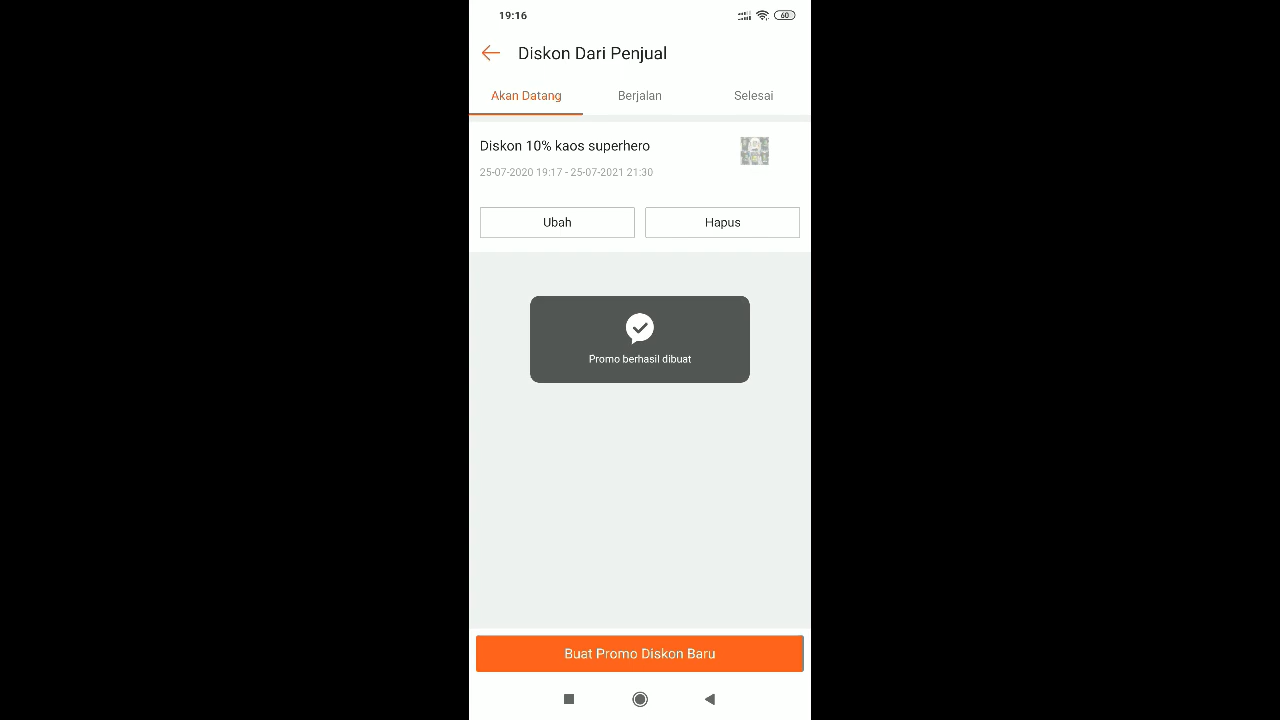 19:16
60
Diskon Dari Penjual
Akan Datang
Berjalan
Selesai
Diskon 10% kaos superhero
25-07-2020 19:17 - 25-07-2021 21:30
Ubah
Hapus
Promo berhasil dibuat
Buat Promo Diskon Baru